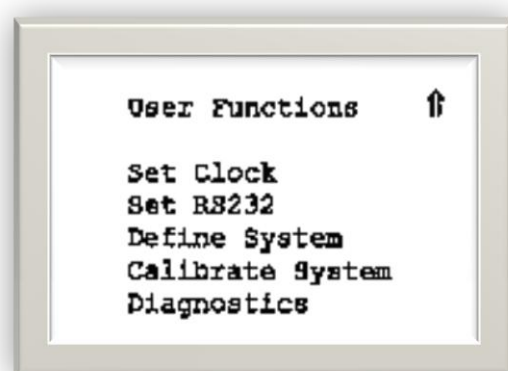 User Functions ⇑
Set Clock
Set RS232
Define System
Calibrate System
Diagnostics